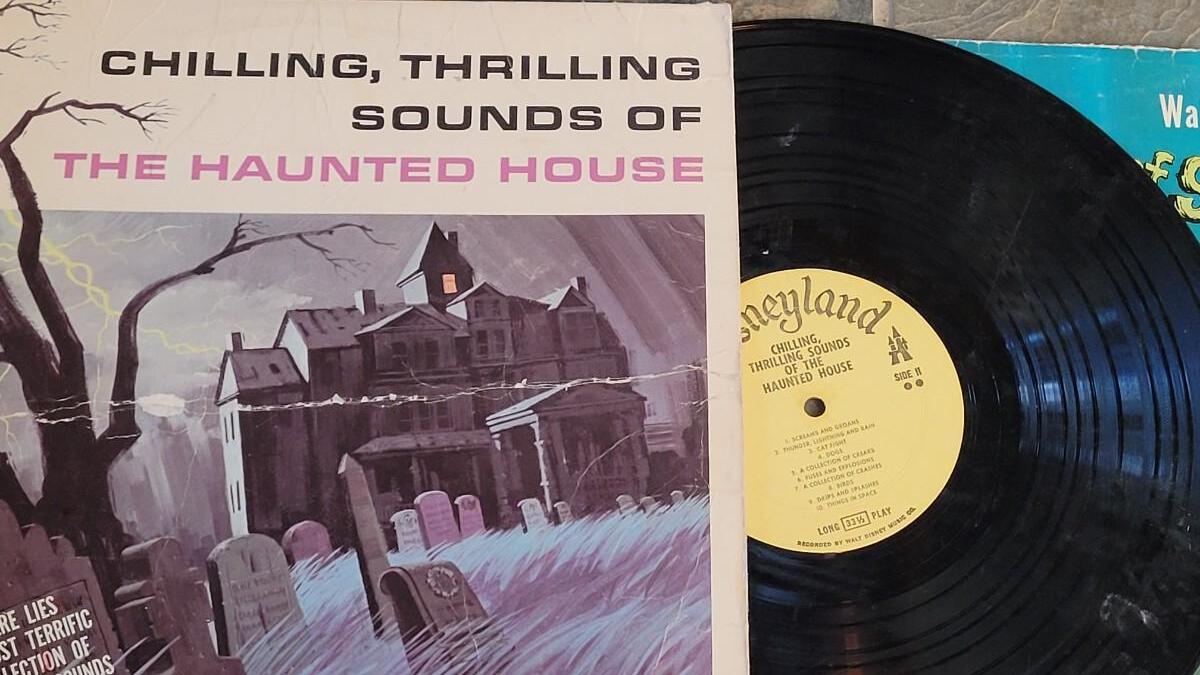 CHILLING, THRILLING
SOUNDS OF
THE HAUNTED HOUSE
RE LIES
ST TERRIFIC
LECTION OF
OUNDS
neyland
CHILLING,
THRILLING SOUNDS
OF THE
HAUNTED HOUSE
SIDE II
1. SCREAMS AND GROANS
2. THUNDER, LIGHTNING AND RAIN
3. CAT FIGHT
4. DOGS
5. A COLLECTION OF CREAKS
6. FUSES AND EXPLOSIONS
7. A COLLECTION OF CRASHES
8. BIRDS
9. DRIPS AND SPLASHES
10. THINGS IN SPACE
LONG 33⅓ PLAY
RECORDED BY WALT DISNEY MUSIC CO.
Wa
f S